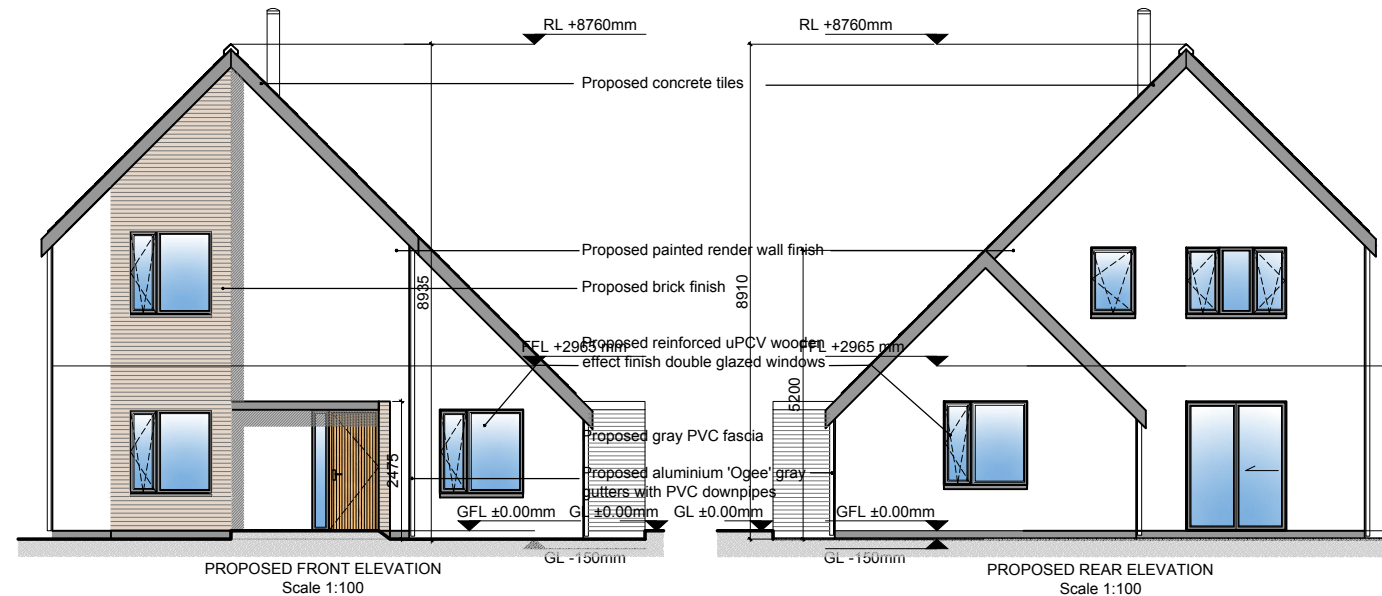 RL +8760mm
RL +8760mm
Proposed concrete tiles
Proposed painted render wall finish
8935
8910
Proposed brick finish
Proposed reinforced uPCV wooden
effect finish double glazed windows
FFL +2965 mm
FFL +2965 mm
5200
Proposed gray PVC fascia
2475
Proposed aluminium 'Ogee' gray
gutters with PVC downpipes
GFL ±0.00mm
GL ±0.00mm
GL ±0.00mm
GFL ±0.00mm
GL -150mm
GL -150mm
PROPOSED FRONT ELEVATION
Scale 1:100
PROPOSED REAR ELEVATION
Scale 1:100